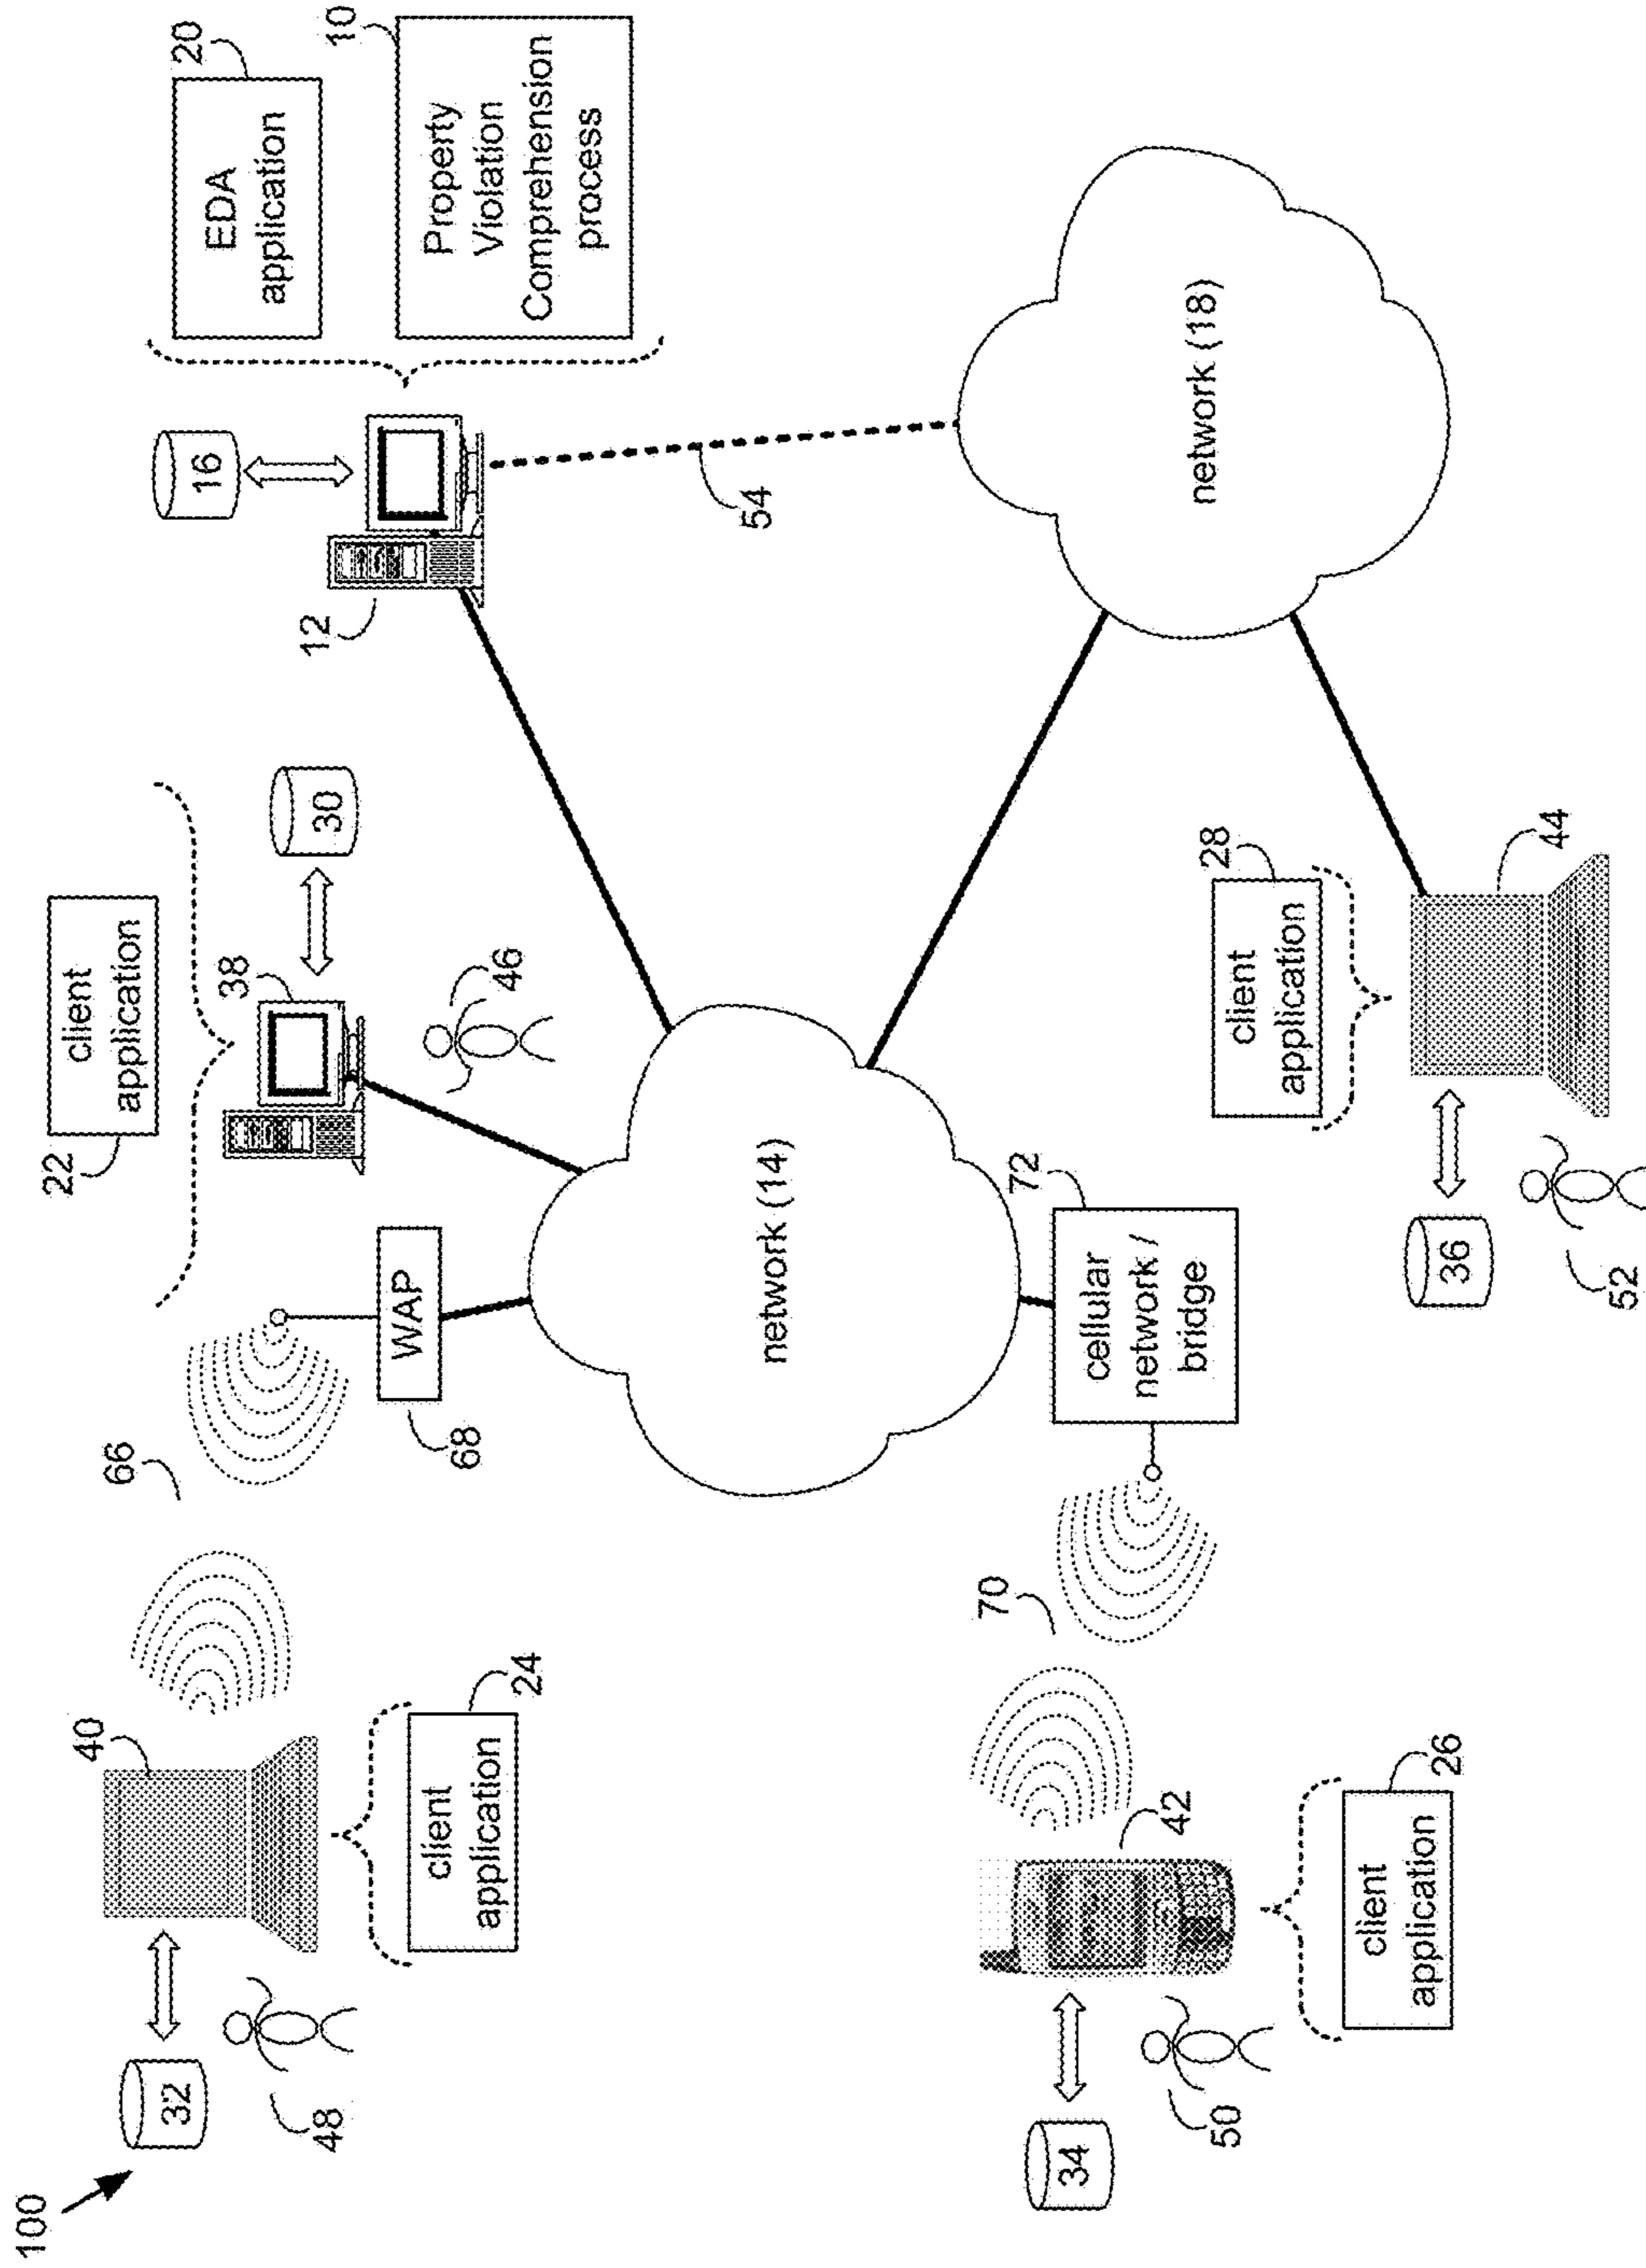 100
32
48
40
client
application
24
66
22
client
application
38
30
46
WAP
68
16
12
20
EDA
application
10
Property
Violation
Comprehension
process
54
network (14)
network (18)
34
50
42
client
application
26
70
72
cellular
network /
bridge
28
client
application
36
52
44